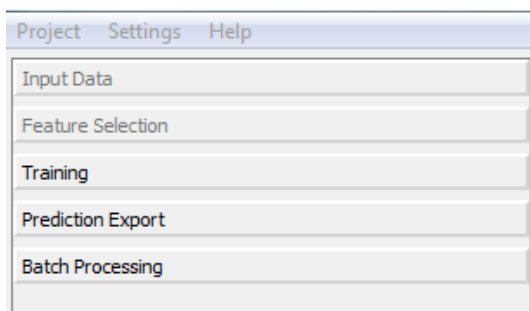 Project Settings Help
Input Data
Feature Selection
Training
Prediction Export
Batch Processing